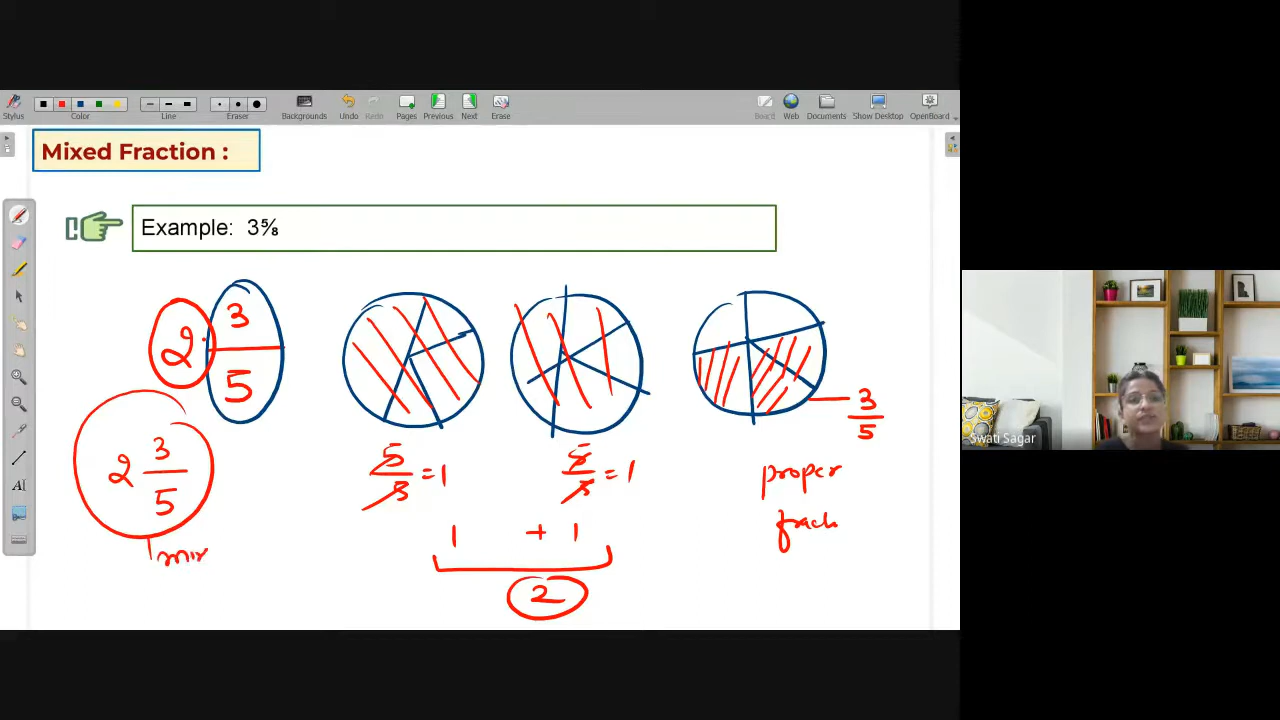 Stylus Color Line Eraser Backgrounds Undo Redo Pages Previous Next Erase Board Web Documents Show Desktop OpenBoard
Mixed Fraction :
Example: 3⅝
2 3/5
3/5
5/5 = 1
5/5 = 1
2 3/5
proper
frac
1 + 1
mix
2
Swati Sagar